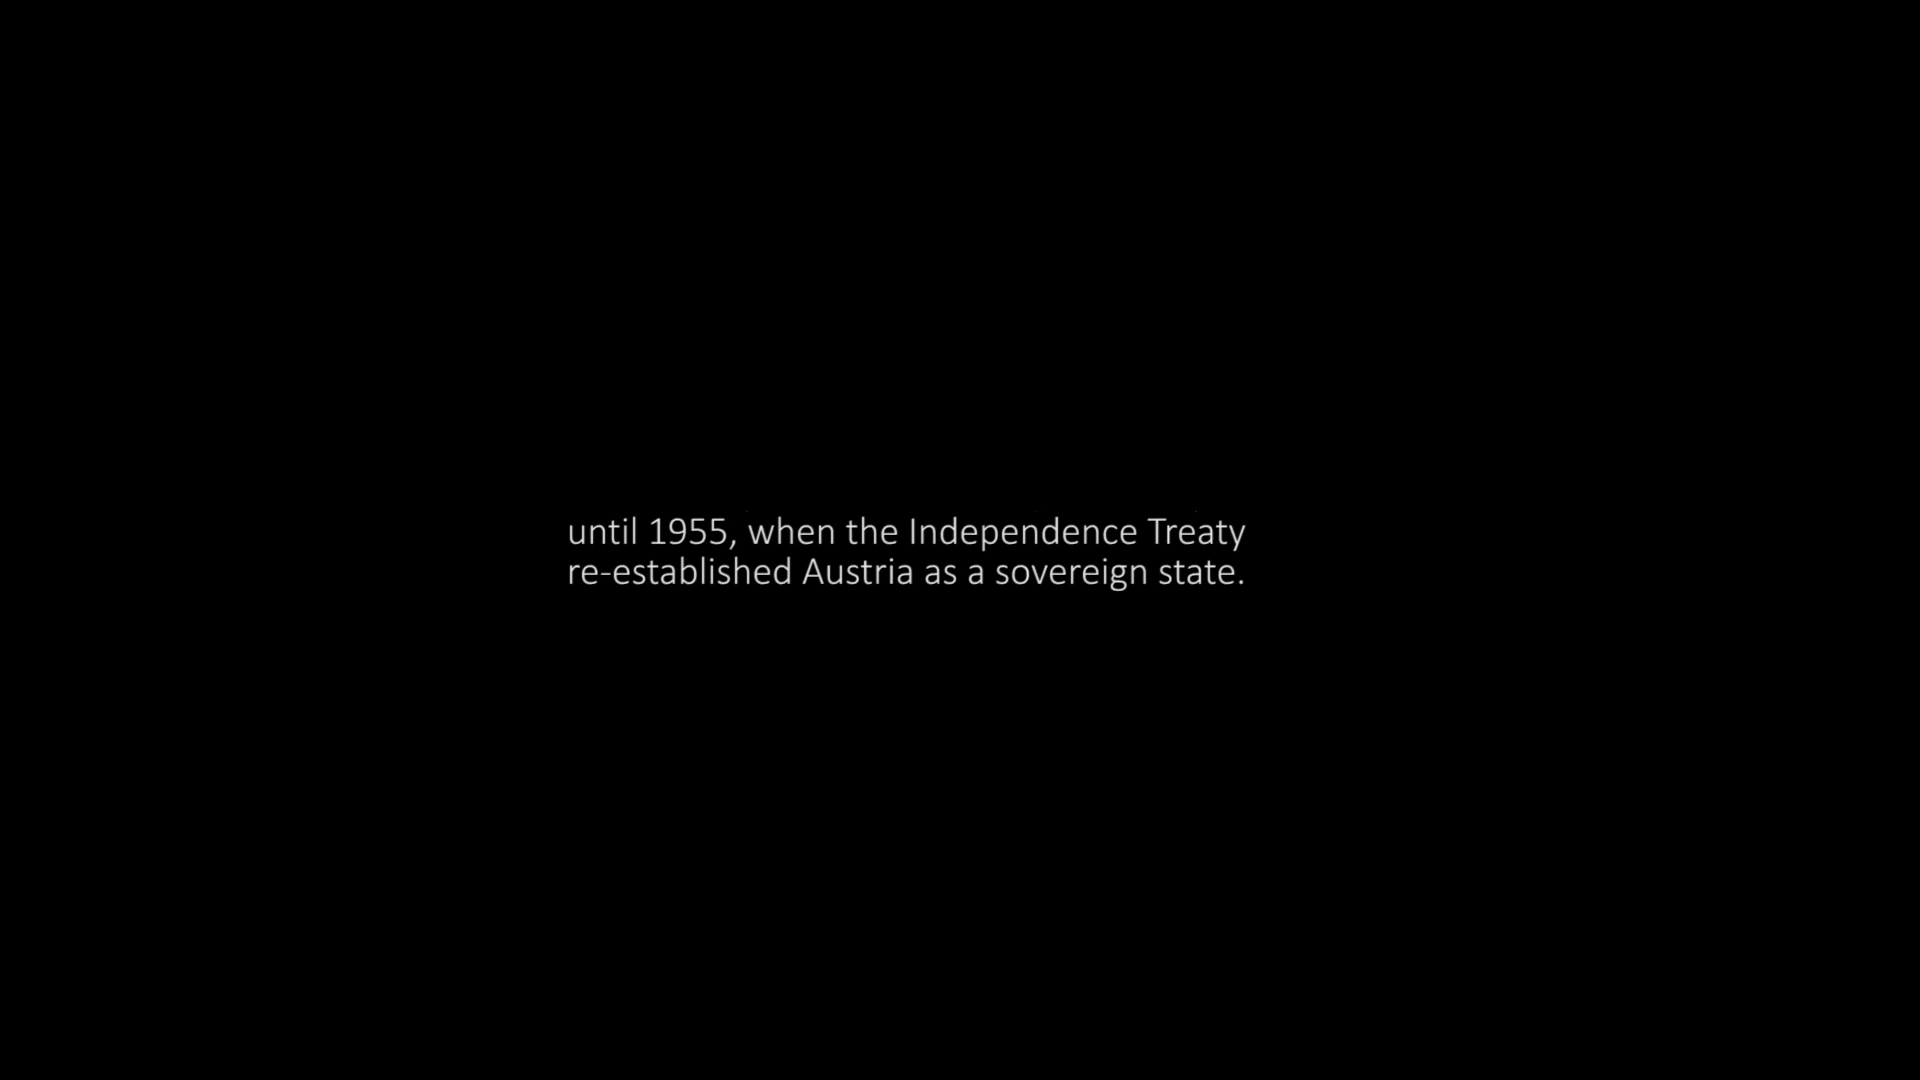 until 1955, when the Independence Treaty
re-established Austria as a sovereign state.